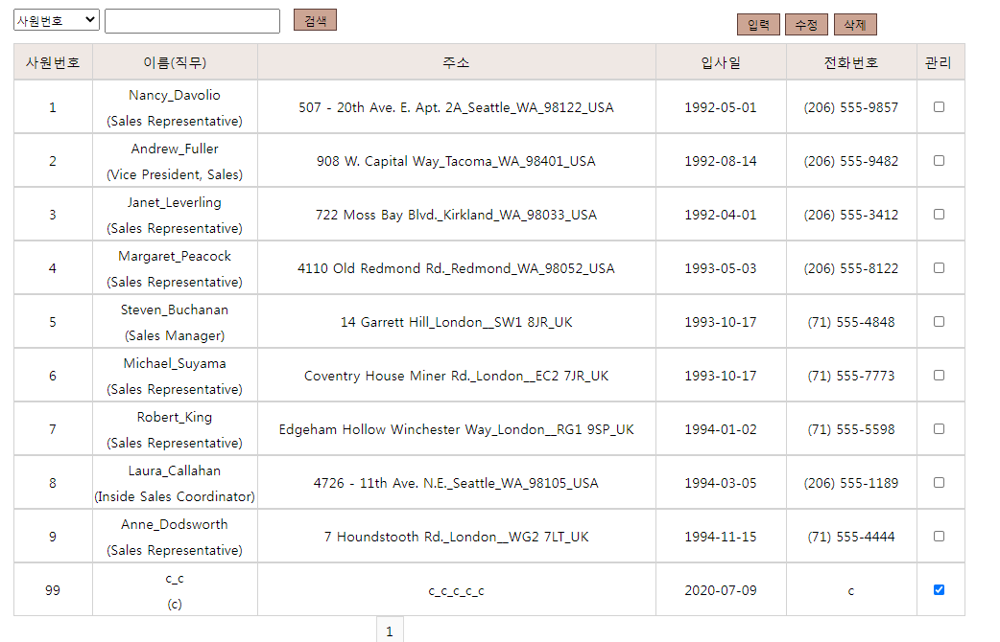 사원번호 검색 입력 수정 삭제
사원번호 이름(직무) 주소 입사일 전화번호 관리
1 Nancy_Davolio (Sales Representative) 507 - 20th Ave. E. Apt. 2A_Seattle_WA_98122_USA 1992-05-01 (206) 555-9857
2 Andrew_Fuller (Vice President, Sales) 908 W. Capital Way_Tacoma_WA_98401_USA 1992-08-14 (206) 555-9482
3 Janet_Leverling (Sales Representative) 722 Moss Bay Blvd._Kirkland_WA_98033_USA 1992-04-01 (206) 555-3412
4 Margaret_Peacock (Sales Representative) 4110 Old Redmond Rd._Redmond_WA_98052_USA 1993-05-03 (206) 555-8122
5 Steven_Buchanan (Sales Manager) 14 Garrett Hill_London__SW1 8JR_UK 1993-10-17 (71) 555-4848
6 Michael_Suyama (Sales Representative) Coventry House Miner Rd._London__EC2 7JR_UK 1993-10-17 (71) 555-7773
7 Robert_King (Sales Representative) Edgeham Hollow Winchester Way_London__RG1 9SP_UK 1994-01-02 (71) 555-5598
8 Laura_Callahan (Inside Sales Coordinator) 4726 - 11th Ave. N.E._Seattle_WA_98105_USA 1994-03-05 (206) 555-1189
9 Anne_Dodsworth (Sales Representative) 7 Houndstooth Rd._London__WG2 7LT_UK 1994-11-15 (71) 555-4444
99 c_c (c) c_c_c_c_c 2020-07-09 c
1